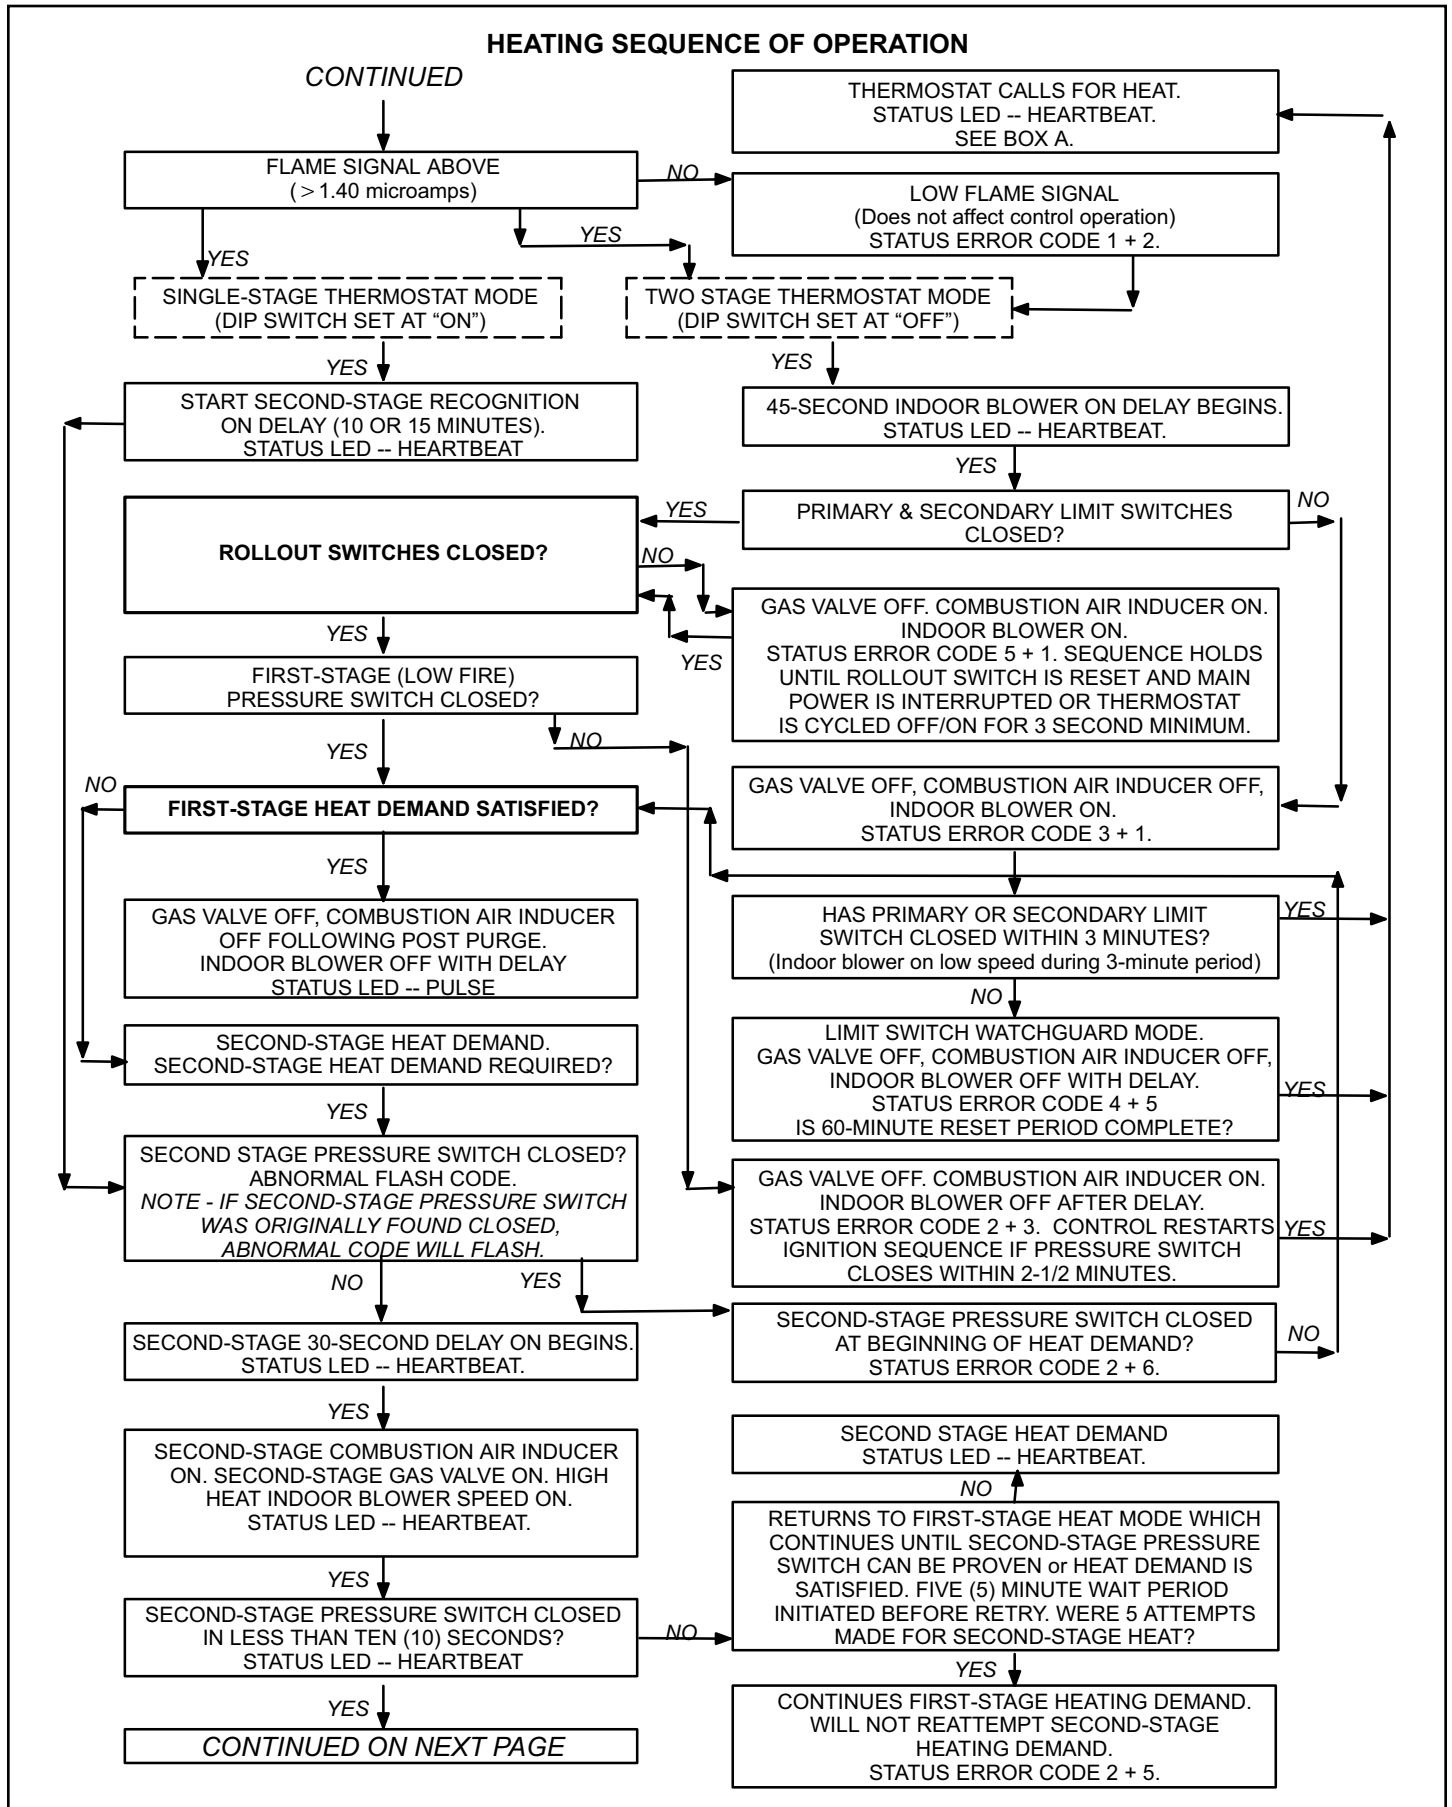 HEATING SEQUENCE OF OPERATION
CONTINUED
THERMOSTAT CALLS FOR HEAT.
STATUS LED -- HEARTBEAT.
SEE BOX A.
FLAME SIGNAL ABOVE
(>1.40 microamps)
NO
LOW FLAME SIGNAL
(Does not affect control operation)
STATUS ERROR CODE 1 + 2.
YES
YES
SINGLE-STAGE THERMOSTAT MODE
(DIP SWITCH SET AT “ON”)
TWO STAGE THERMOSTAT MODE
(DIP SWITCH SET AT “OFF”)
YES
YES
START SECOND-STAGE RECOGNITION
ON DELAY (10 OR 15 MINUTES).
STATUS LED -- HEARTBEAT
45-SECOND INDOOR BLOWER ON DELAY BEGINS.
STATUS LED -- HEARTBEAT.
YES
PRIMARY & SECONDARY LIMIT SWITCHES
CLOSED?
NO
YES
ROLLOUT SWITCHES CLOSED?
NO
GAS VALVE OFF. COMBUSTION AIR INDUCER ON.
INDOOR BLOWER ON.
STATUS ERROR CODE 5 + 1. SEQUENCE HOLDS
UNTIL ROLLOUT SWITCH IS RESET AND MAIN
POWER IS INTERRUPTED OR THERMOSTAT
IS CYCLED OFF/ON FOR 3 SECOND MINIMUM.
YES
YES
FIRST-STAGE (LOW FIRE)
PRESSURE SWITCH CLOSED?
NO
YES
GAS VALVE OFF, COMBUSTION AIR INDUCER OFF,
INDOOR BLOWER ON.
STATUS ERROR CODE 3 + 1.
NO
FIRST-STAGE HEAT DEMAND SATISFIED?
YES
GAS VALVE OFF, COMBUSTION AIR INDUCER
OFF FOLLOWING POST PURGE.
INDOOR BLOWER OFF WITH DELAY
STATUS LED -- PULSE
HAS PRIMARY OR SECONDARY LIMIT
SWITCH CLOSED WITHIN 3 MINUTES?
(Indoor blower on low speed during 3-minute period)
YES
NO
SECOND-STAGE HEAT DEMAND.
SECOND-STAGE HEAT DEMAND REQUIRED?
LIMIT SWITCH WATCHGUARD MODE.
GAS VALVE OFF, COMBUSTION AIR INDUCER OFF,
INDOOR BLOWER OFF WITH DELAY.
STATUS ERROR CODE 4 + 5
IS 60-MINUTE RESET PERIOD COMPLETE?
YES
YES
SECOND STAGE PRESSURE SWITCH CLOSED?
ABNORMAL FLASH CODE.
NOTE - IF SECOND-STAGE PRESSURE SWITCH
WAS ORIGINALLY FOUND CLOSED,
ABNORMAL CODE WILL FLASH.
GAS VALVE OFF. COMBUSTION AIR INDUCER ON.
INDOOR BLOWER OFF AFTER DELAY.
STATUS ERROR CODE 2 + 3. CONTROL RESTARTS
IGNITION SEQUENCE IF PRESSURE SWITCH
CLOSES WITHIN 2-1/2 MINUTES.
YES
NO
YES
SECOND-STAGE PRESSURE SWITCH CLOSED
AT BEGINNING OF HEAT DEMAND?
STATUS ERROR CODE 2 + 6.
NO
SECOND-STAGE 30-SECOND DELAY ON BEGINS.
STATUS LED -- HEARTBEAT.
YES
SECOND-STAGE COMBUSTION AIR INDUCER
ON. SECOND-STAGE GAS VALVE ON. HIGH
HEAT INDOOR BLOWER SPEED ON.
STATUS LED -- HEARTBEAT.
SECOND STAGE HEAT DEMAND
STATUS LED -- HEARTBEAT.
NO
RETURNS TO FIRST-STAGE HEAT MODE WHICH
CONTINUES UNTIL SECOND-STAGE PRESSURE
SWITCH CAN BE PROVEN or HEAT DEMAND IS
SATISFIED. FIVE (5) MINUTE WAIT PERIOD
INITIATED BEFORE RETRY. WERE 5 ATTEMPTS
MADE FOR SECOND-STAGE HEAT?
YES
SECOND-STAGE PRESSURE SWITCH CLOSED
IN LESS THAN TEN (10) SECONDS?
STATUS LED -- HEARTBEAT
NO
YES
YES
CONTINUED ON NEXT PAGE
CONTINUES FIRST-STAGE HEATING DEMAND.
WILL NOT REATTEMPT SECOND-STAGE
HEATING DEMAND.
STATUS ERROR CODE 2 + 5.